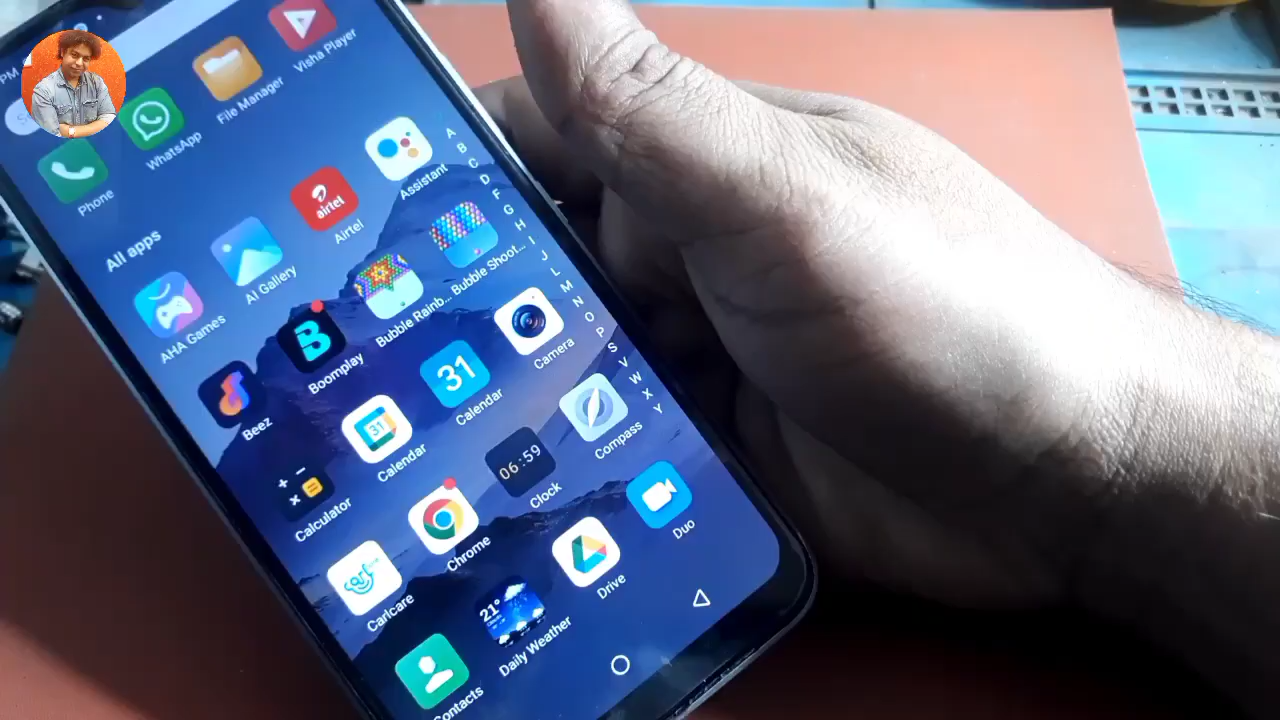 PM
Phone
WhatsApp
File Manager
Visha Player
All apps
AHA Games
AI Gallery
airtel
Airtel
Assistant
Beez
B
Boomplay
Bubble Rainb...
Bubble Shoot...
Calculator
31
Calendar
31
Calendar
Camera
carl
Carlcare
Chrome
06:59
Clock
Compass
Contacts
21°
Daily Weather
Drive
Duo
A
B
C
D
F
G
H
I
J
L
M
N
O
P
S
V
W
X
Y